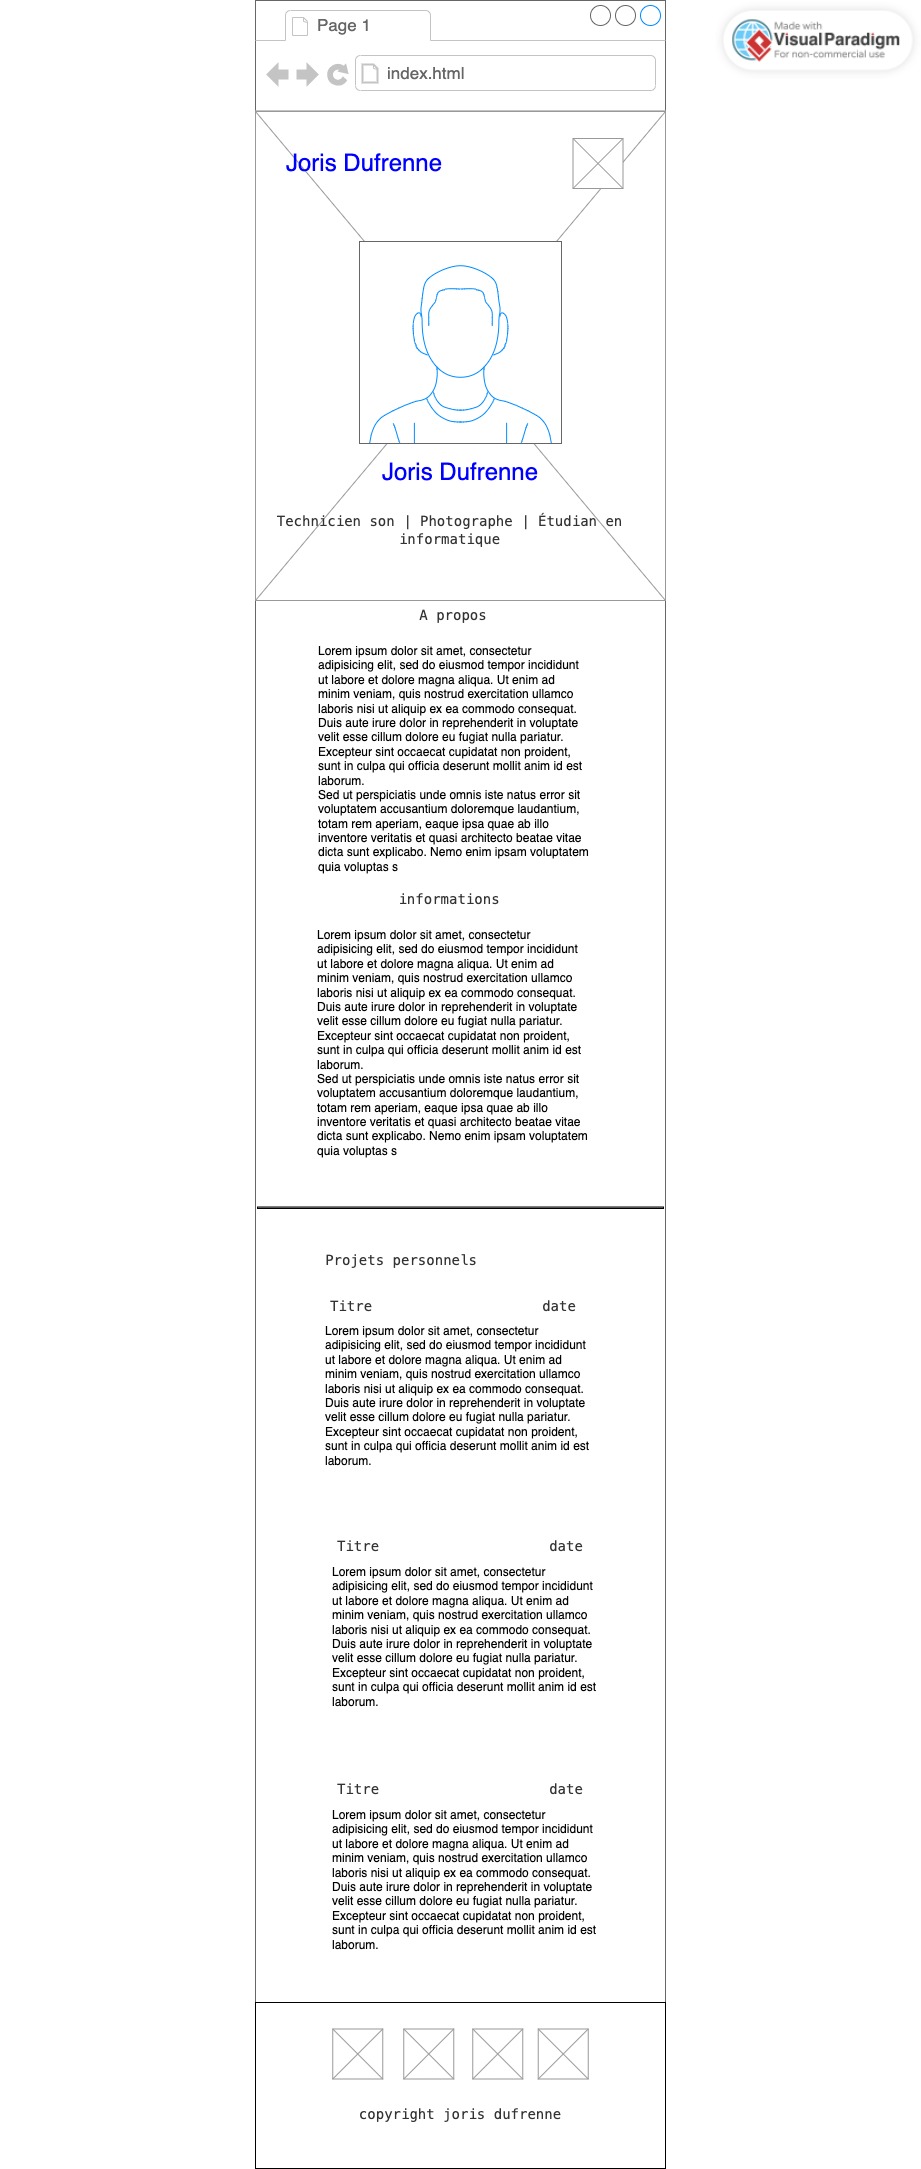 Page 1
Made with
VisualParadigm
For non-commercial use
index.html
Joris Dufrenne
Joris Dufrenne
Technicien son | Photographe | Étudian en
informatique
A propos
Lorem ipsum dolor sit amet, consectetur
adipisicing elit, sed do eiusmod tempor incididunt
ut labore et dolore magna aliqua. Ut enim ad
minim veniam, quis nostrud exercitation ullamco
laboris nisi ut aliquip ex ea commodo consequat.
Duis aute irure dolor in reprehenderit in voluptate
velit esse cillum dolore eu fugiat nulla pariatur.
Excepteur sint occaecat cupidatat non proident,
sunt in culpa qui officia deserunt mollit anim id est
laborum.
Sed ut perspiciatis unde omnis iste natus error sit
voluptatem accusantium doloremque laudantium,
totam rem aperiam, eaque ipsa quae ab illo
inventore veritatis et quasi architecto beatae vitae
dicta sunt explicabo. Nemo enim ipsam voluptatem
quia voluptas s
informations
Lorem ipsum dolor sit amet, consectetur
adipisicing elit, sed do eiusmod tempor incididunt
ut labore et dolore magna aliqua. Ut enim ad
minim veniam, quis nostrud exercitation ullamco
laboris nisi ut aliquip ex ea commodo consequat.
Duis aute irure dolor in reprehenderit in voluptate
velit esse cillum dolore eu fugiat nulla pariatur.
Excepteur sint occaecat cupidatat non proident,
sunt in culpa qui officia deserunt mollit anim id est
laborum.
Sed ut perspiciatis unde omnis iste natus error sit
voluptatem accusantium doloremque laudantium,
totam rem aperiam, eaque ipsa quae ab illo
inventore veritatis et quasi architecto beatae vitae
dicta sunt explicabo. Nemo enim ipsam voluptatem
quia voluptas s
Projets personnels
Titre date
Lorem ipsum dolor sit amet, consectetur
adipisicing elit, sed do eiusmod tempor incididunt
ut labore et dolore magna aliqua. Ut enim ad
minim veniam, quis nostrud exercitation ullamco
laboris nisi ut aliquip ex ea commodo consequat.
Duis aute irure dolor in reprehenderit in voluptate
velit esse cillum dolore eu fugiat nulla pariatur.
Excepteur sint occaecat cupidatat non proident,
sunt in culpa qui officia deserunt mollit anim id est
laborum.
Titre date
Lorem ipsum dolor sit amet, consectetur
adipisicing elit, sed do eiusmod tempor incididunt
ut labore et dolore magna aliqua. Ut enim ad
minim veniam, quis nostrud exercitation ullamco
laboris nisi ut aliquip ex ea commodo consequat.
Duis aute irure dolor in reprehenderit in voluptate
velit esse cillum dolore eu fugiat nulla pariatur.
Excepteur sint occaecat cupidatat non proident,
sunt in culpa qui officia deserunt mollit anim id est
laborum.
Titre date
Lorem ipsum dolor sit amet, consectetur
adipisicing elit, sed do eiusmod tempor incididunt
ut labore et dolore magna aliqua. Ut enim ad
minim veniam, quis nostrud exercitation ullamco
laboris nisi ut aliquip ex ea commodo consequat.
Duis aute irure dolor in reprehenderit in voluptate
velit esse cillum dolore eu fugiat nulla pariatur.
Excepteur sint occaecat cupidatat non proident,
sunt in culpa qui officia deserunt mollit anim id est
laborum.
copyright joris dufrenne